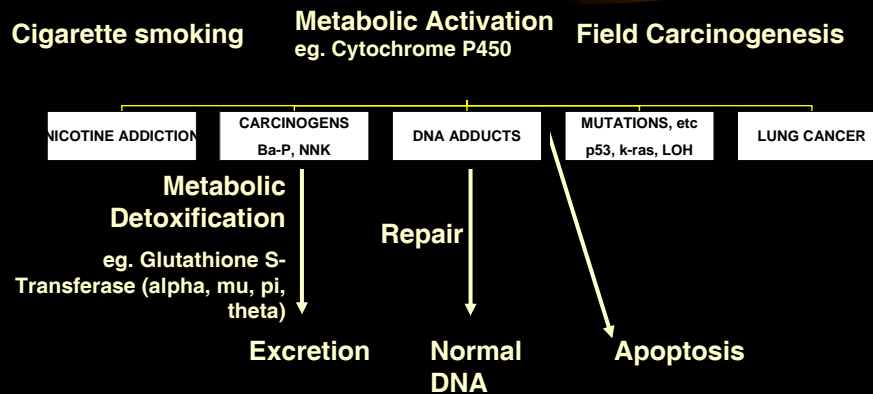 Cigarette smoking
Metabolic Activation
eg. Cytochrome P450
Field Carcinogenesis
NICOTINE ADDICTION
CARCINOGENS
Ba-P, NNK
DNA ADDUCTS
MUTATIONS, etc
p53, k-ras, LOH
LUNG CANCER
Metabolic
Detoxification
eg. Glutathione S-
Transferase (alpha, mu, pi,
theta)
Repair
Excretion
Normal
DNA
Apoptosis